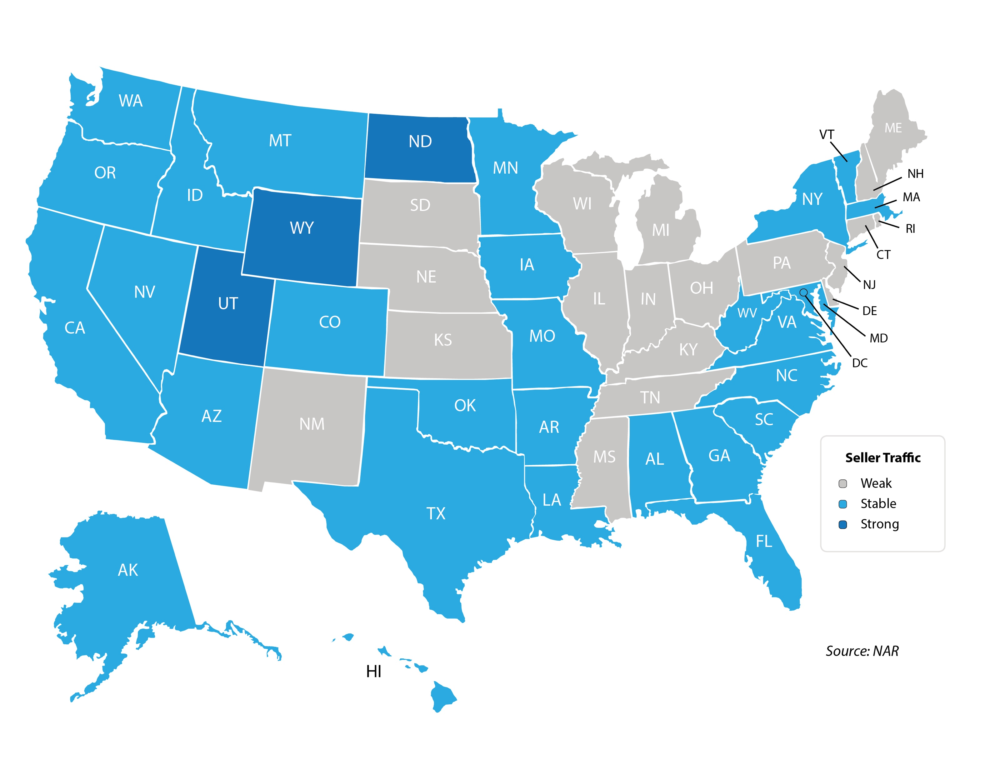 WA
MT
ND
MN
OR
ID
SD
WY
WI
MI
VT
ME
NH
NY
MA
RI
CT
NV
UT
CO
NE
IA
IL
IN
OH
PA
NJ
DE
MD
DC
CA
KS
MO
KY
WV
VA
NC
AZ
NM
OK
AR
TN
SC
MS
AL
GA
TX
LA
FL
AK
HI
Seller Traffic
Weak
Stable
Strong
Source: NAR